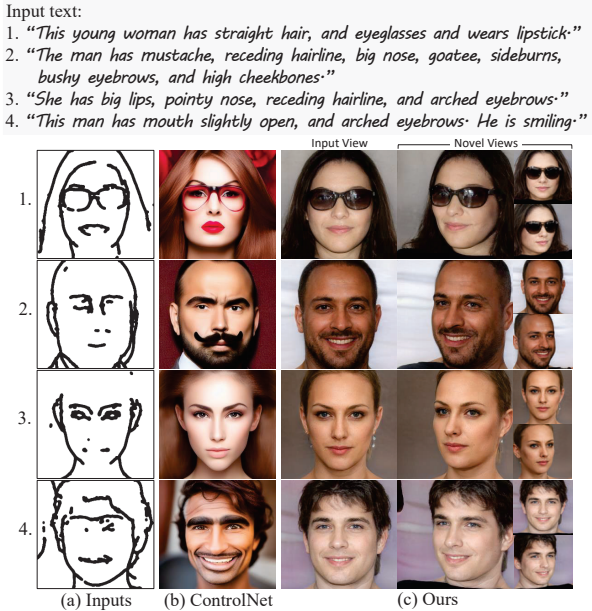 Input text:
1. “This young woman has straight hair, and eyeglasses and wears lipstick.”
2. “The man has mustache, receding hairline, big nose, goatee, sideburns,
bushy eyebrows, and high cheekbones.”
3. “She has big lips, pointy nose, receding hairline, and arched eyebrows.”
4. “This man has mouth slightly open, and arched eyebrows. He is smiling.”
Input View Novel Views
1.
2.
3.
4.
(a) Inputs (b) ControlNet (c) Ours